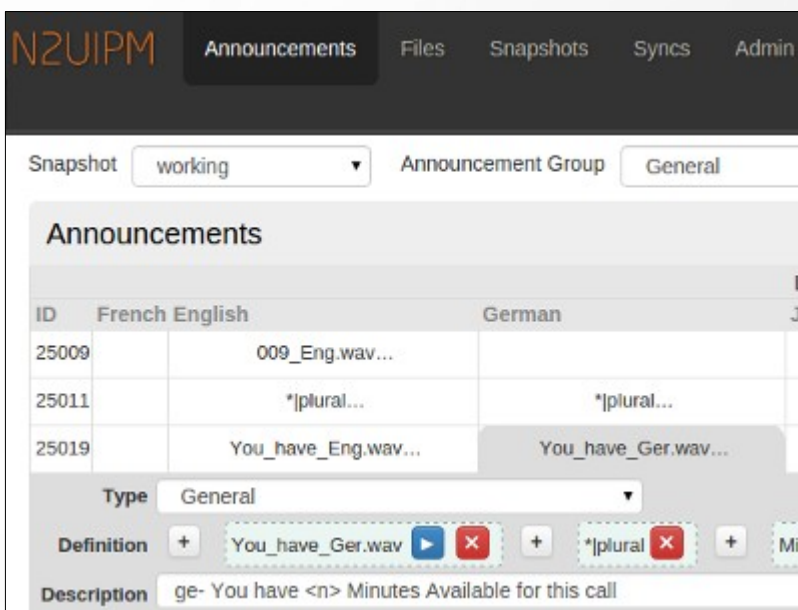 N2UIPM Announcements Files Snapshots Syncs Admin
Snapshot working Announcement Group General
Announcements
ID French English German
25009 009_Eng.wav...
25011 *|plural... *|plural...
25019 You_have_Eng.wav... You_have_Ger.wav...
Type General
Definition + You_have_Ger.wav + *|plural +
Description ge- You have <n> Minutes Available for this call